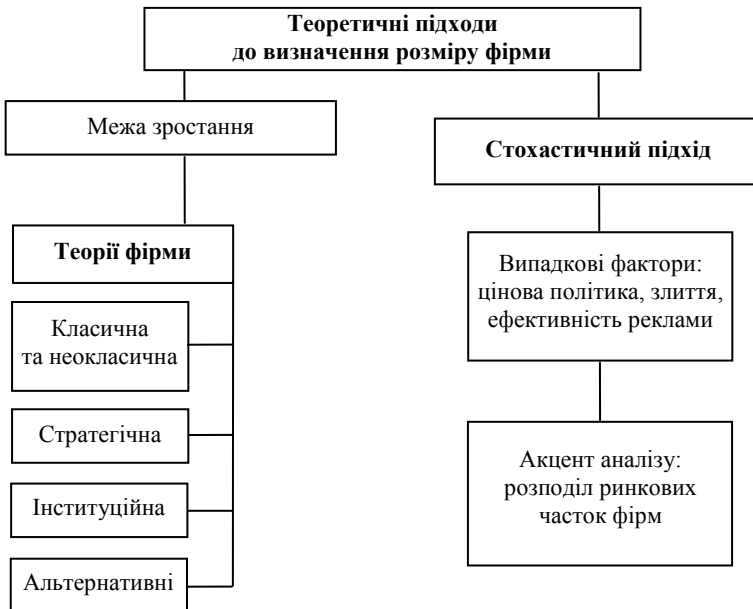 Теоретичні підходи
до визначення розміру фірми
Межа зростання
Теорії фірми
Класична
та неокласична
Стратегічна
Інституційна
Альтернативні
Стохастичний підхід
Випадкові фактори:
цінова політика, злиття,
ефективність реклами
Акцент аналізу:
розподіл ринкових
часток фірм